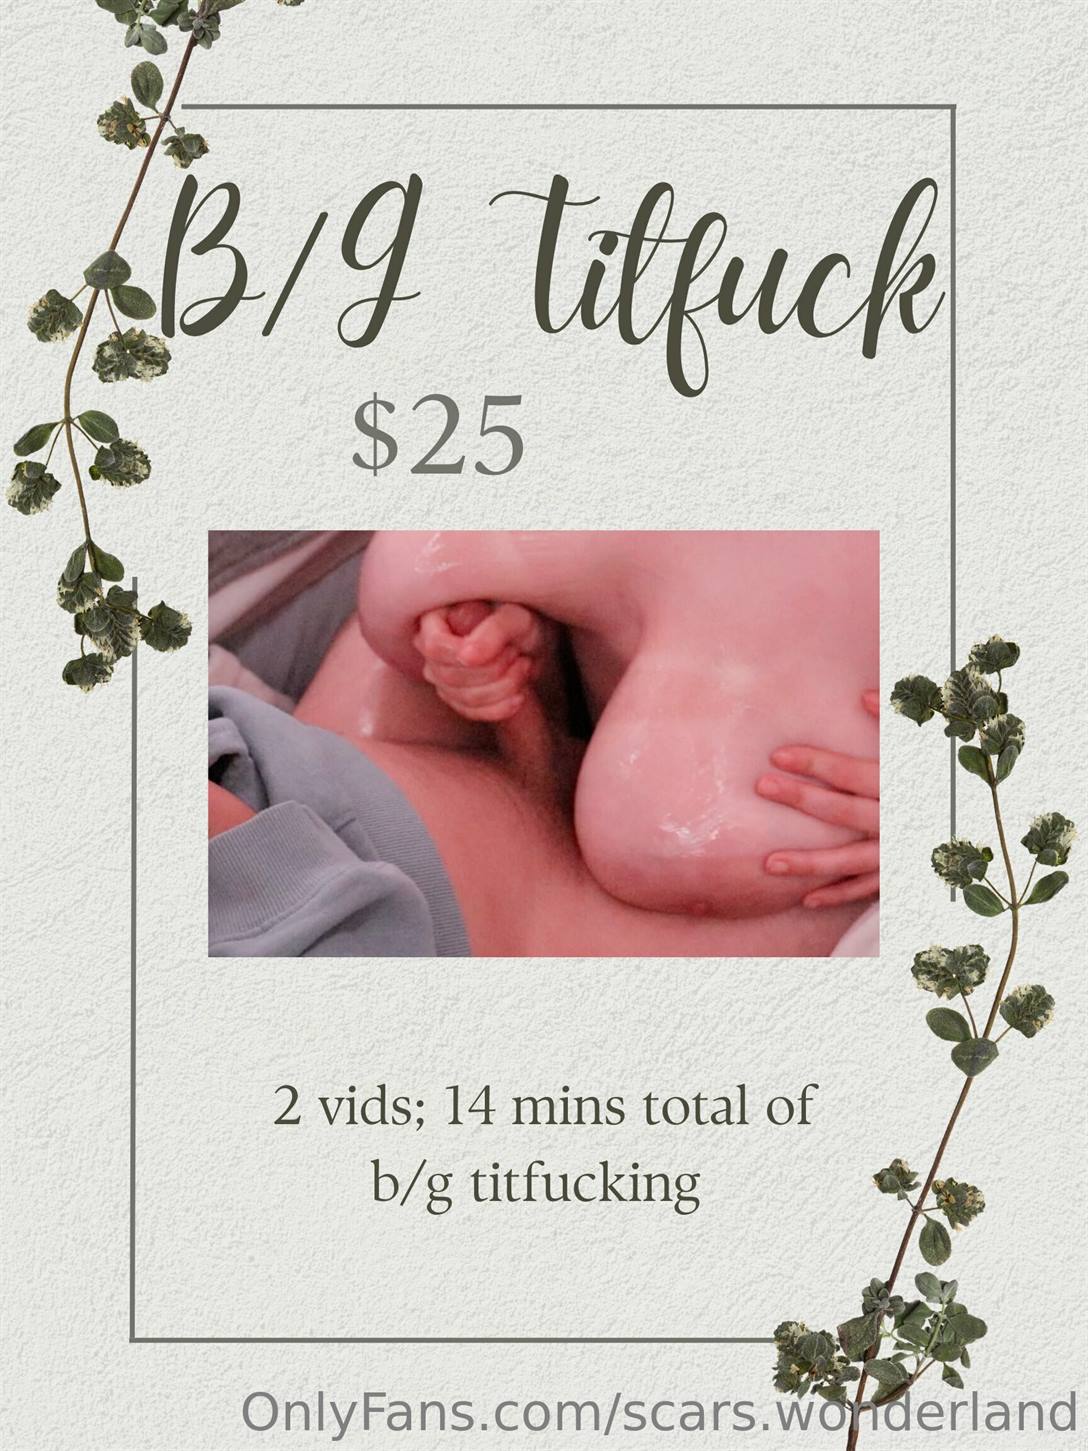 B/g titfuck
$25
2 vids; 14 mins total of
b/g titfucking
OnlyFans.com/scars.wonderland